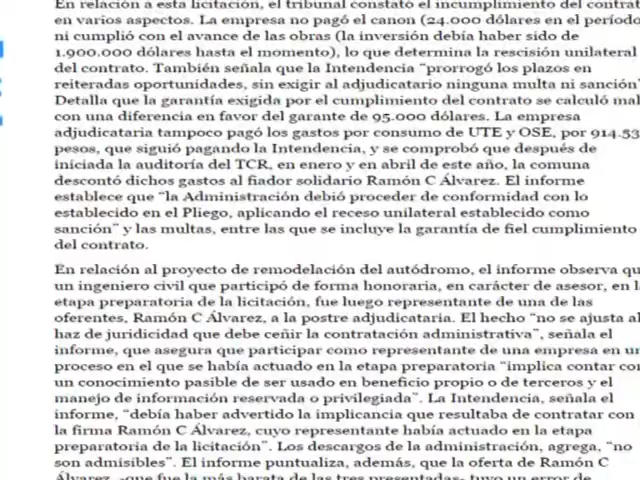 En relación a esta licitación, el tribunal constató el incumplimiento del contrat
en varios aspectos. La empresa no pagó el canon (24.000 dólares en el período
ni cumplió con el avance de las obras (la inversión debía haber sido de
1.900.000 dólares hasta el momento), lo que determina la rescisión unilateral
del contrato. También señala que la Intendencia “prorrogó los plazos en
reiteradas oportunidades, sin exigir al adjudicatario ninguna multa ni sanción”
Detalla que la garantía exigida por el cumplimiento del contrato se calculó mal
con una diferencia en favor del garante de 95.000 dólares. La empresa
adjudicataria tampoco pagó los gastos por consumo de UTE y OSE, por 914.53
pesos, que siguió pagando la Intendencia, y se comprobó que después de
iniciada la auditoría del TCR, en enero y en abril de este año, la comuna
descontó dichos gastos al fiador solidario Ramón C Álvarez. El informe
establece que “la Administración debió proceder de conformidad con lo
establecido en el Pliego, aplicando el receso unilateral establecido como
sanción” y las multas, entre las que se incluye la garantía de fiel cumplimiento
del contrato.
En relación al proyecto de remodelación del autódromo, el informe observa qu
un ingeniero civil que participó de forma honoraria, en carácter de asesor, en l
etapa preparatoria de la licitación, fue luego representante de una de las
oferentes, Ramón C Álvarez, a la postre adjudicataria. El hecho “no se ajusta al
haz de juridicidad que debe ceñir la contratación administrativa”, señala el
informe, que asegura que participar como representante de una empresa en un
proceso en el que se había actuado en la etapa preparatoria “implica contar con
un conocimiento pasible de ser usado en beneficio propio o de terceros y el
manejo de información reservada o privilegiada”. La Intendencia, señala el
informe, “debía haber advertido la implicancia que resultaba de contratar con
la firma Ramón C Álvarez, cuyo representante había actuado en la etapa
preparatoria de la licitación”. Los descargos de la administración, agrega, “no
son admisibles”. El informe puntualiza, además, que la oferta de Ramón C
Álvarez, -que fue la más barata de las tres presentadas- tuvo un error de